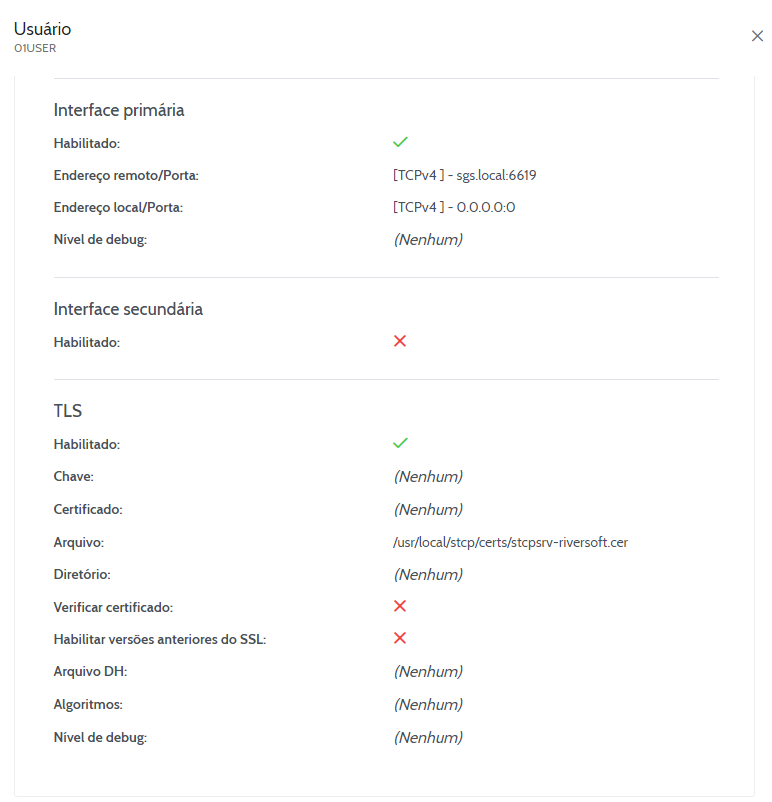 Usuário
01USER
Interface primária
Habilitado:
Endereço remoto/Porta: [TCPv4 ] - sgs.local:6619
Endereço local/Porta: [TCPv4 ] - 0.0.0.0:0
Nível de debug: (Nenhum)
Interface secundária
Habilitado:
TLS
Habilitado:
Chave: (Nenhum)
Certificado: (Nenhum)
Arquivo: /usr/local/stcp/certs/stcpsrv-riversoft.cer
Diretório: (Nenhum)
Verificar certificado:
Habilitar versões anteriores do SSL:
Arquivo DH: (Nenhum)
Algoritmos: (Nenhum)
Nível de debug: (Nenhum)